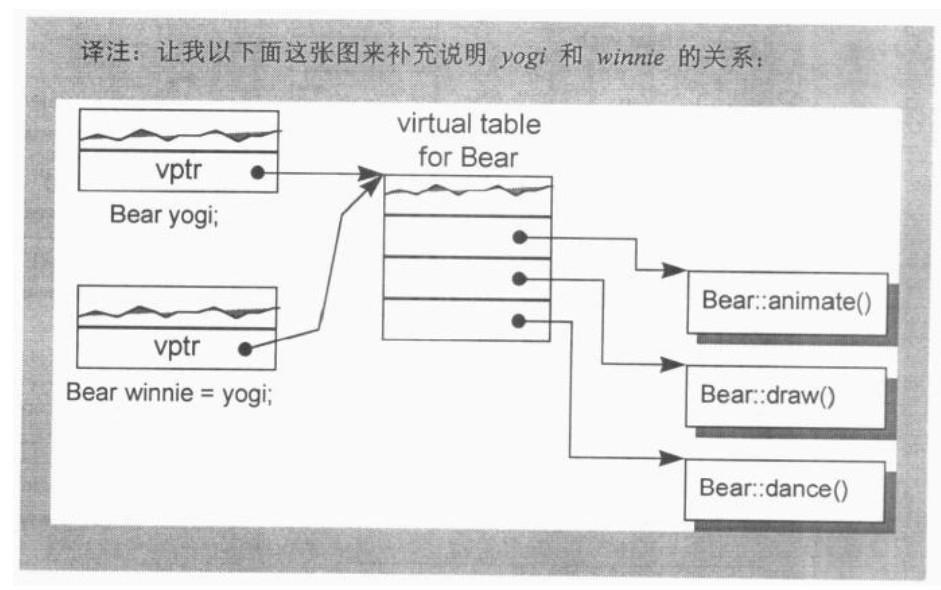 译注：让我以下面这张图来补充说明 yogi 和 winnie 的关系：
virtual table
for Bear
vptr
Bear yogi;
vptr
Bear winnie = yogi;
Bear::animate()
Bear::draw()
Bear::dance()